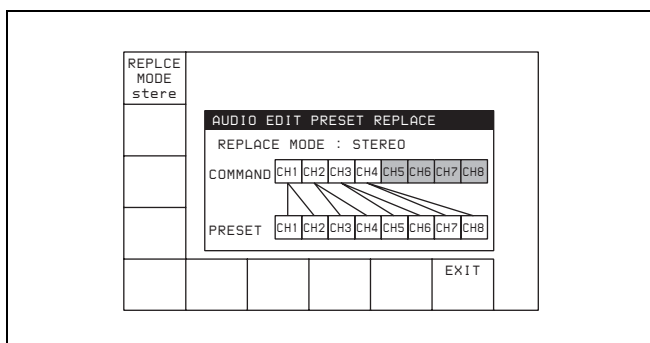 REPLCE
MODE
stere
AUDIO EDIT PRESET REPLACE
REPLACE MODE : STEREO
COMMAND CH1 CH2 CH3 CH4 CH5 CH6 CH7 CH8
PRESET CH1 CH2 CH3 CH4 CH5 CH6 CH7 CH8
EXIT